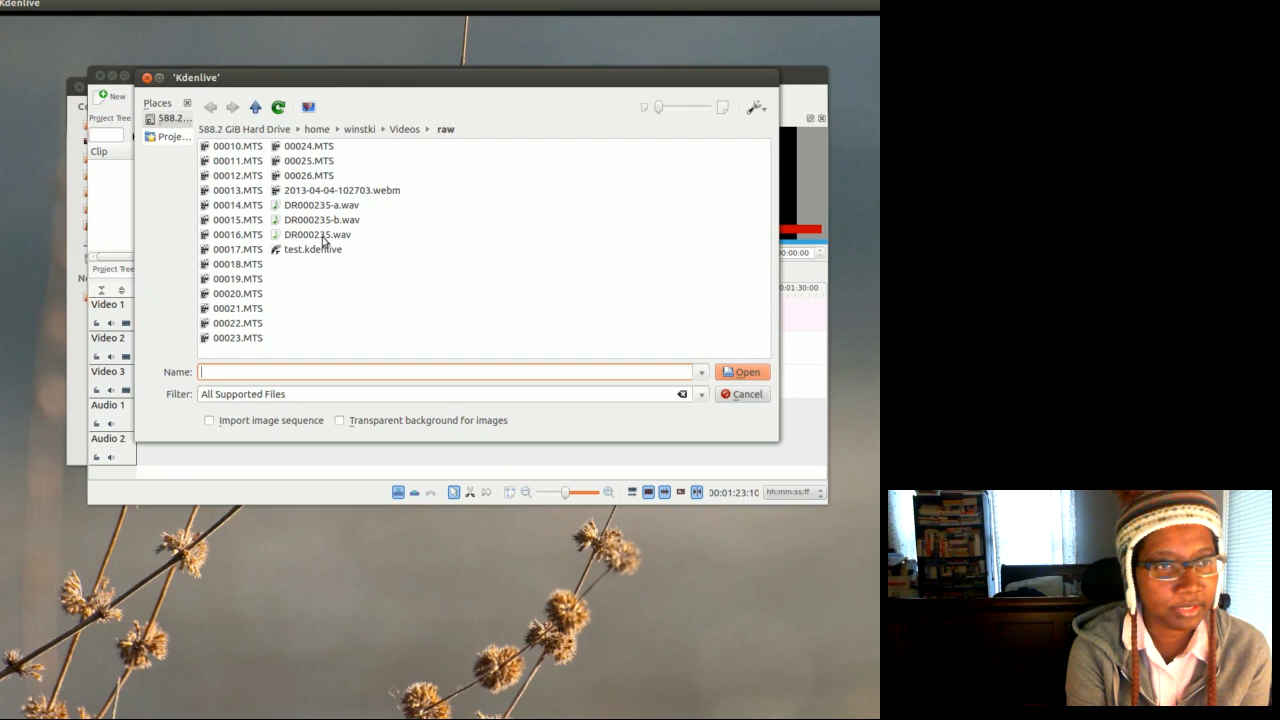 Kdenlive
'Kdenlive'
New
Places
588.2...
Proje...
588.2 GiB Hard Drive
home
winstki
Videos
raw
00010.MTS
00011.MTS
00012.MTS
00013.MTS
00014.MTS
00015.MTS
00016.MTS
00017.MTS
00018.MTS
00019.MTS
00020.MTS
00021.MTS
00022.MTS
00023.MTS
00024.MTS
00025.MTS
00026.MTS
2013-04-04-102703.webm
DR000235-a.wav
DR000235-b.wav
DR000235.wav
test.kdenlive
Name:
Open
Filter:
All Supported Files
Cancel
Import image sequence
Transparent background for images
Project Tree
Clip
Project Tree
Video 1
Video 2
Video 3
Audio 1
Audio 2
0:00:00
0:01:30:00
00:01:23:10
hh:mm:ss:ff